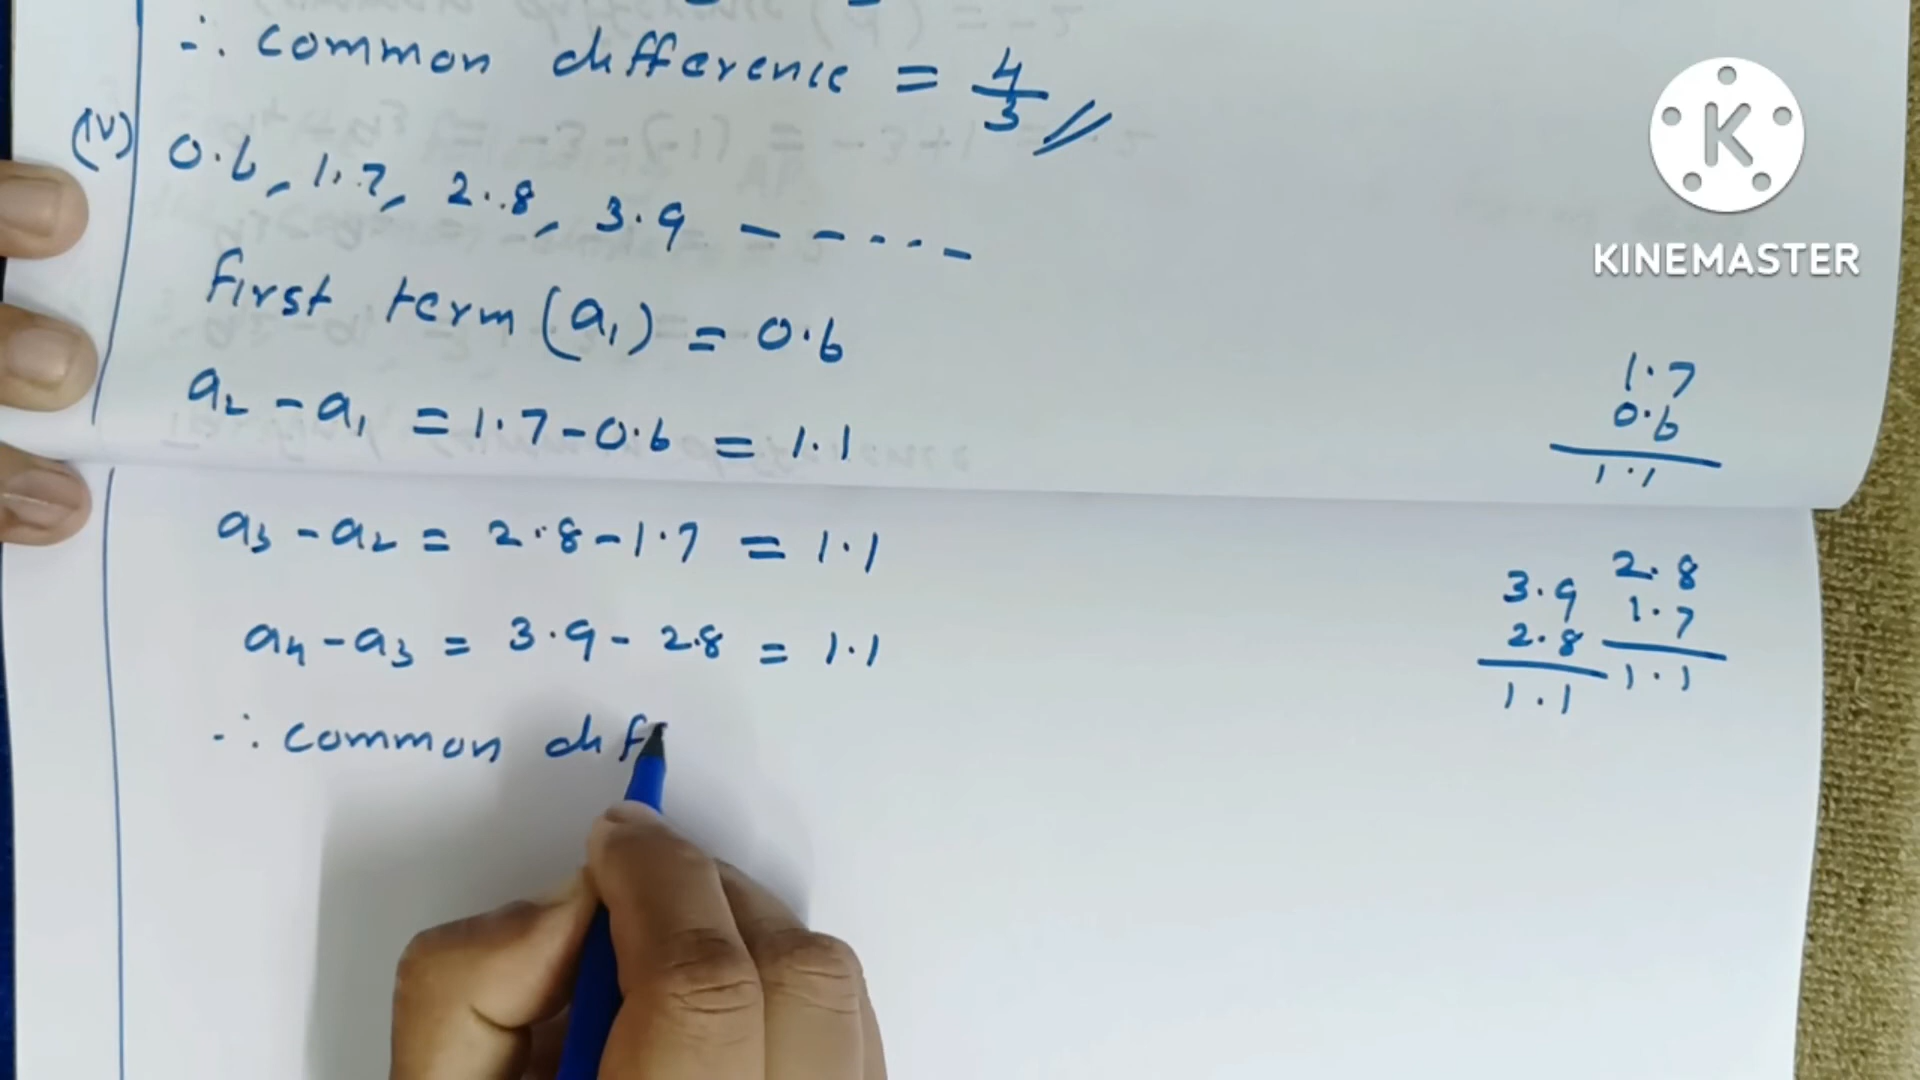 ∴ common difference = 4/3 //
(IV) 0.6, 1.7, 2.8, 3.9 - - . . . -
First term (a₁) = 0.6
a₂ - a₁ = 1.7 - 0.6 = 1.1
1.7
0.6
1.1
a₃ - a₂ = 2.8 - 1.7 = 1.1
2.8
1.7
1.1
a₄ - a₃ = 3.9 - 2.8 = 1.1
3.9
2.8
1.1
∴ common diff
K
KINEMASTER